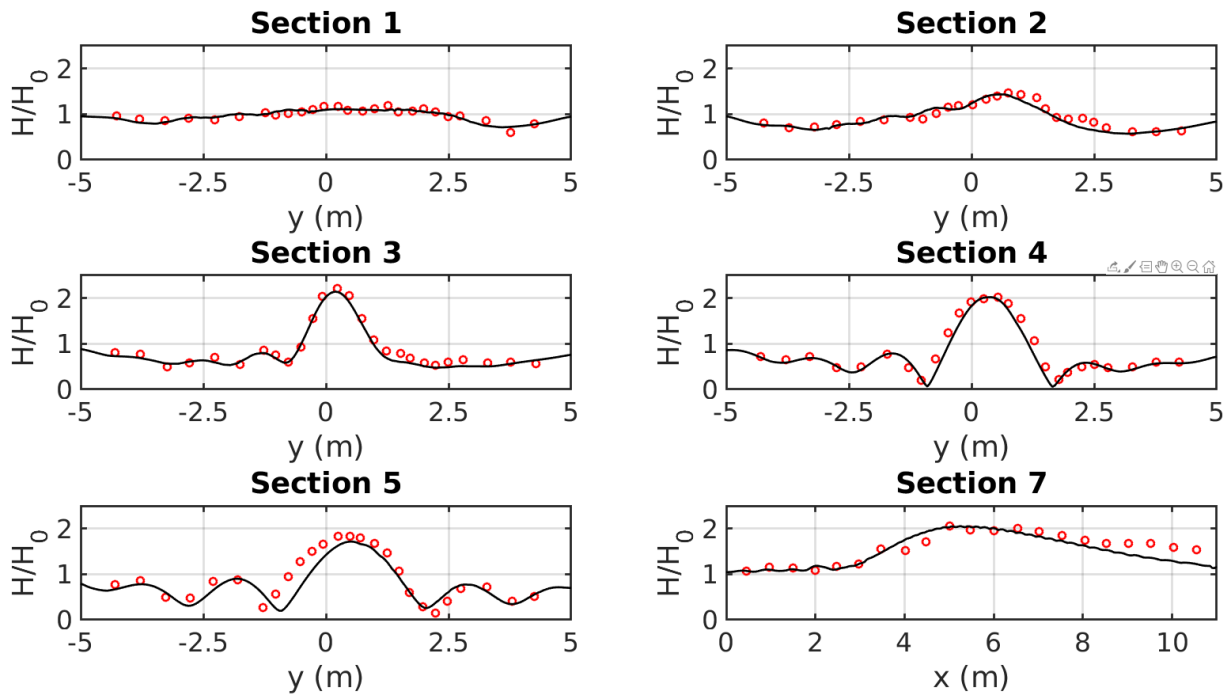 Section 1
Section 2
H/H0
2
1
0
-5 -2.5 0 2.5 5
y (m)
H/H0
2
1
0
-5 -2.5 0 2.5 5
y (m)
Section 3
Section 4
H/H0
2
1
0
-5 -2.5 0 2.5 5
y (m)
H/H0
2
1
0
-5 -2.5 0 2.5 5
y (m)
Section 5
Section 7
H/H0
2
1
0
-5 -2.5 0 2.5 5
y (m)
H/H0
2
1
0
0 2 4 6 8 10
x (m)